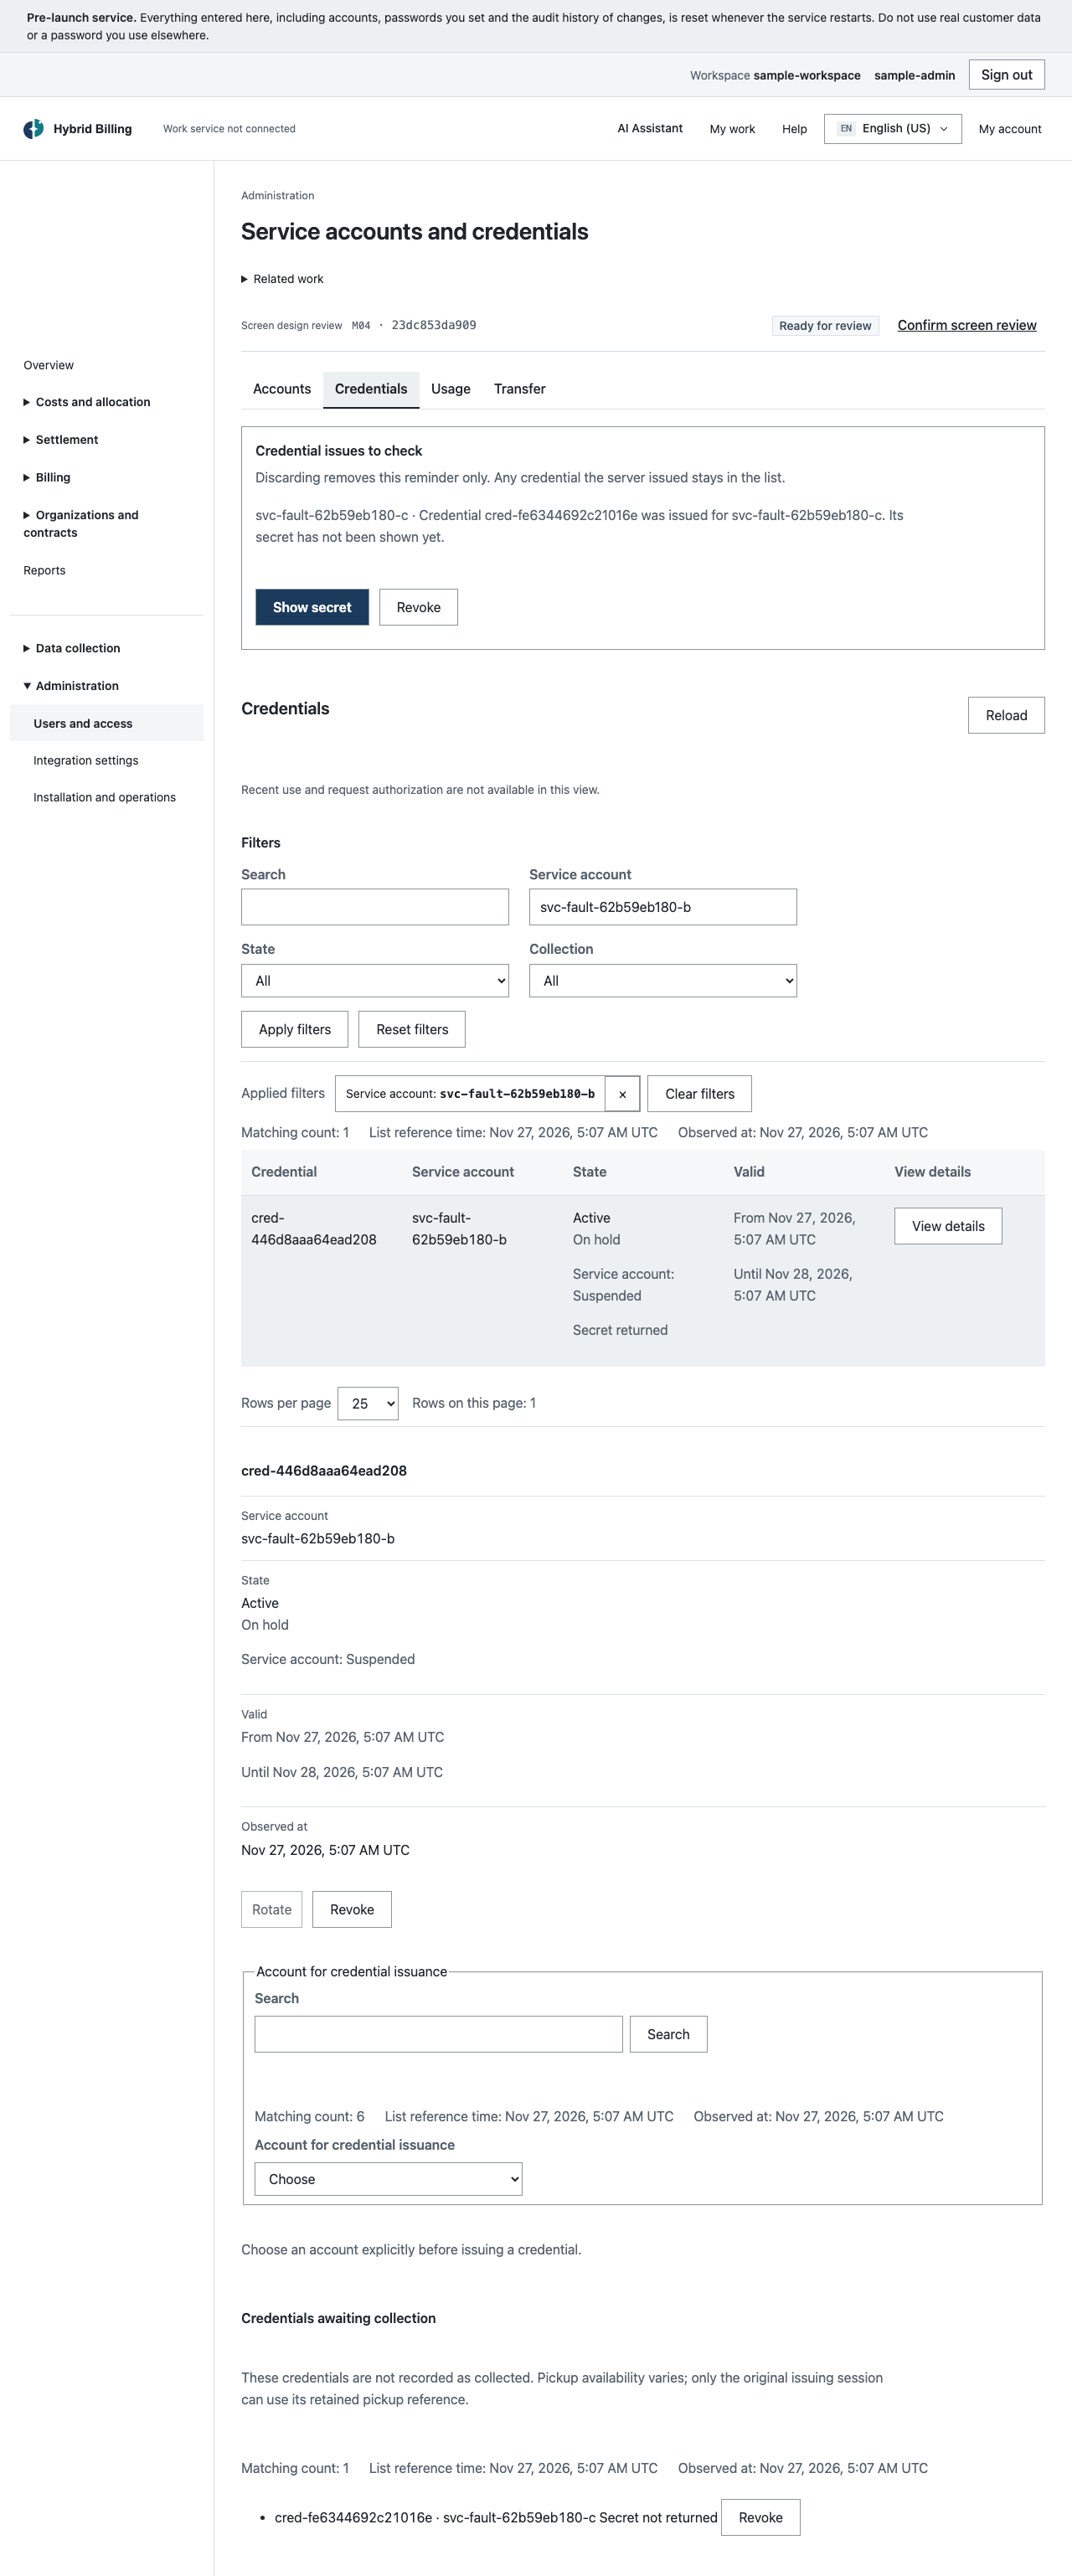 Pre-launch service. Everything entered here, including accounts, passwords you set and the audit history of changes, is reset whenever the service restarts. Do not use real customer data
or a password you use elsewhere.
Workspace sample-workspace sample-admin Sign out
Hybrid Billing Work service not connected AI Assistant My work Help EN English (US) My account
Administration
Service accounts and credentials
Related work
Screen design review M04 · 23dc853da909 Ready for review Confirm screen review
Overview
Costs and allocation
Settlement
Billing
Organizations and
contracts
Reports
Data collection
Administration
Users and access
Integration settings
Installation and operations
Accounts Credentials Usage Transfer
Credential issues to check
Discarding removes this reminder only. Any credential the server issued stays in the list.
svc-fault-62b59eb180-c · Credential cred-fe6344692c21016e was issued for svc-fault-62b59eb180-c. Its
secret has not been shown yet.
Show secret Revoke
Credentials Reload
Recent use and request authorization are not available in this view.
Filters
Search Service account
svc-fault-62b59eb180-b
State Collection
All All
Apply filters Reset filters
Applied filters Service account: svc-fault-62b59eb180-b × Clear filters
Matching count: 1 List reference time: Nov 27, 2026, 5:07 AM UTC Observed at: Nov 27, 2026, 5:07 AM UTC
Credential Service account State Valid View details
cred- svc-fault- Active From Nov 27, 2026, View details
446d8aaa64ead208 62b59eb180-b On hold 5:07 AM UTC
Service account: Until Nov 28, 2026,
Suspended 5:07 AM UTC
Secret returned
Rows per page 25 Rows on this page: 1
cred-446d8aaa64ead208
Service account
svc-fault-62b59eb180-b
State
Active
On hold
Service account: Suspended
Valid
From Nov 27, 2026, 5:07 AM UTC
Until Nov 28, 2026, 5:07 AM UTC
Observed at
Nov 27, 2026, 5:07 AM UTC
Rotate Revoke
Account for credential issuance
Search
Search
Matching count: 6 List reference time: Nov 27, 2026, 5:07 AM UTC Observed at: Nov 27, 2026, 5:07 AM UTC
Account for credential issuance
Choose
Choose an account explicitly before issuing a credential.
Credentials awaiting collection
These credentials are not recorded as collected. Pickup availability varies; only the original issuing session
can use its retained pickup reference.
Matching count: 1 List reference time: Nov 27, 2026, 5:07 AM UTC Observed at: Nov 27, 2026, 5:07 AM UTC
• cred-fe6344692c21016e · svc-fault-62b59eb180-c Secret not returned Revoke